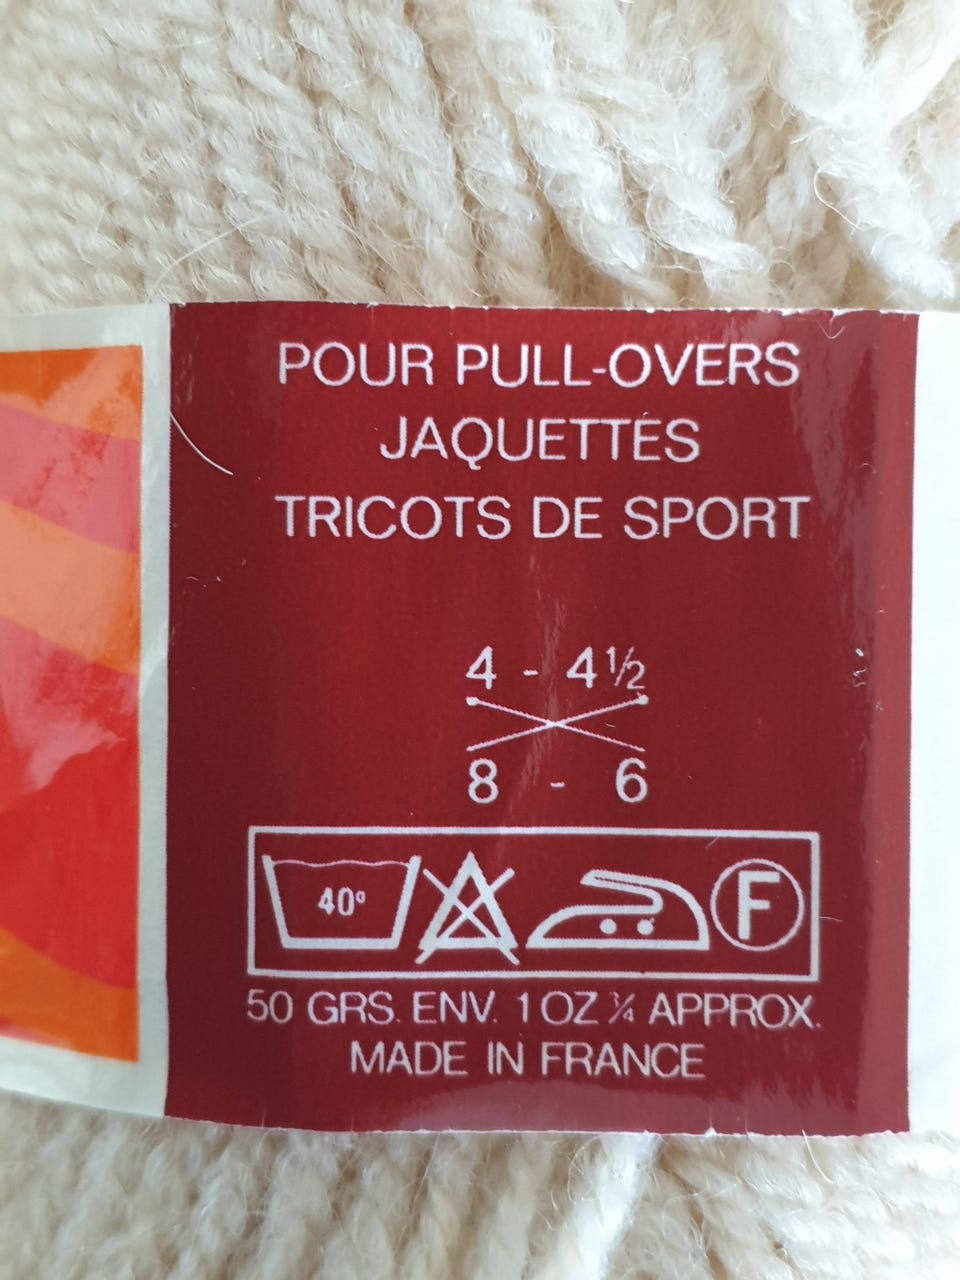 POUR PULL-OVERS
JAQUETTES
TRICOTS DE SPORT
4 - 4½
8 - 6
40° F
50 GRS. ENV. 1 OZ ¾ APPROX.
MADE IN FRANCE